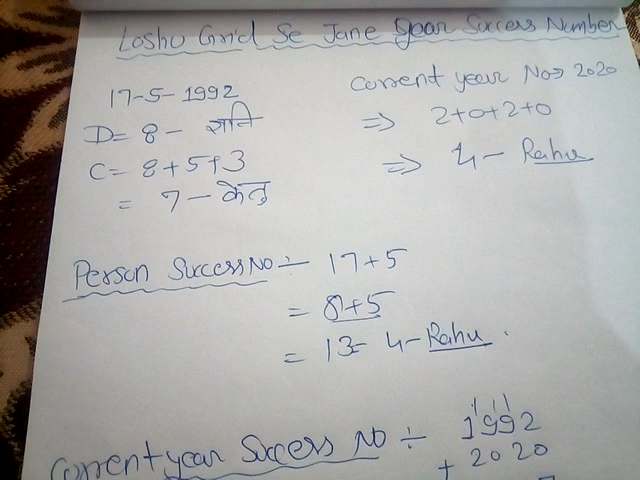 Loshu Grid Se Jane Year Success Number
17-5-1992
D= 8 - शनि
C= 8+5+3
= 7 - केतु
Current year No → 2020
⇒ 2+0+2+0
⇒ 4 - Rahu
Person Success No ÷ 17+5
= 8+5
= 13= 4- Rahu.
Current year Success No ÷ 1992
+ 2020